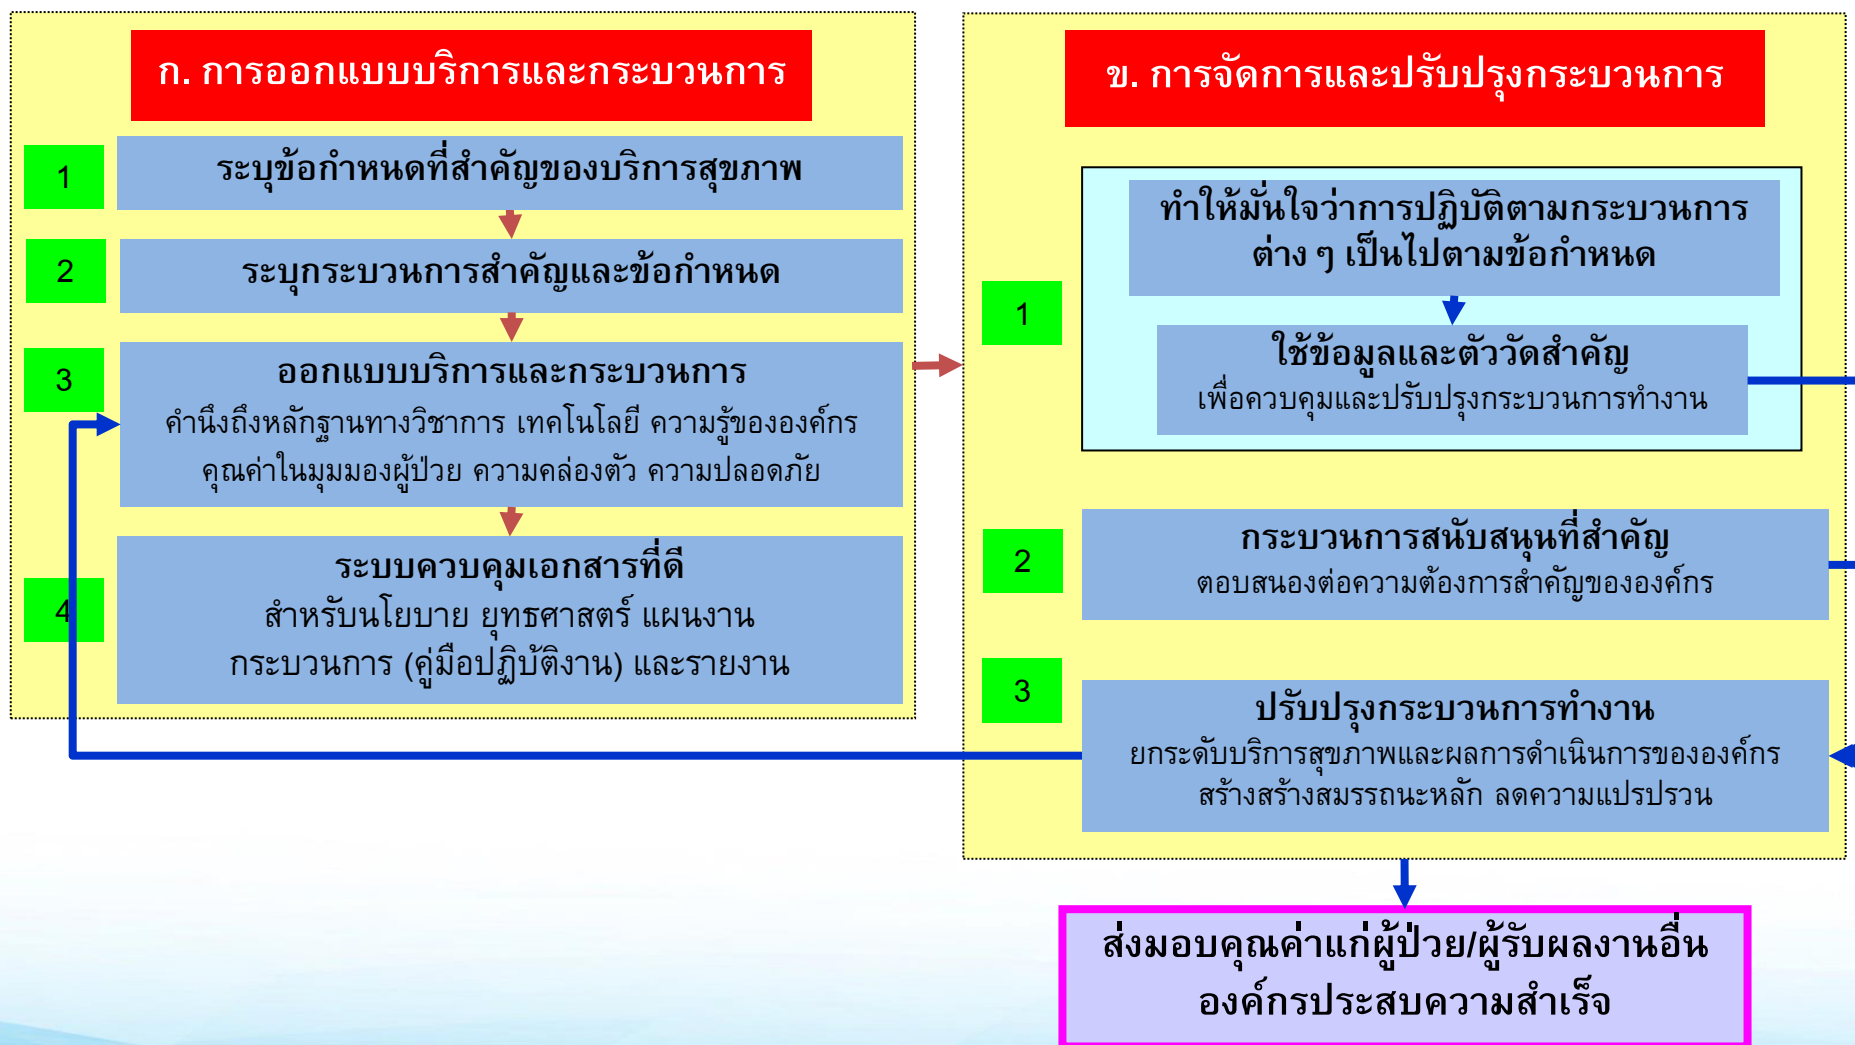 ก. การออกแบบบริการและกระบวนการ
1
ระบุข้อกำหนดที่สำคัญของบริการสุขภาพ
2
ระบุกระบวนการสำคัญและข้อกำหนด
3
ออกแบบบริการและกระบวนการ
คำนึงถึงหลักฐานทางวิชาการ เทคโนโลยี ความรู้ขององค์กร
คุณค่าในมุมมองผู้ป่วย ความคล่องตัว ความปลอดภัย
4
ระบบควบคุมเอกสารที่ดี
สำหรับนโยบาย ยุทธศาสตร์ แผนงาน
กระบวนการ (คู่มือปฏิบัติงาน) และรายงาน
ข. การจัดการและปรับปรุงกระบวนการ
1
ทำให้มั่นใจว่าการปฏิบัติตามกระบวนการ
ต่าง ๆ เป็นไปตามข้อกำหนด
ใช้ข้อมูลและตัววัดสำคัญ
เพื่อควบคุมและปรับปรุงกระบวนการทำงาน
2
กระบวนการสนับสนุนที่สำคัญ
ตอบสนองต่อความต้องการสำคัญขององค์กร
3
ปรับปรุงกระบวนการทำงาน
ยกระดับบริการสุขภาพและผลการดำเนินการขององค์กร
สร้างสร้างสมรรถนะหลัก ลดความแปรปรวน
ส่งมอบคุณค่าแก่ผู้ป่วย/ผู้รับผลงานอื่น
องค์กรประสบความสำเร็จ